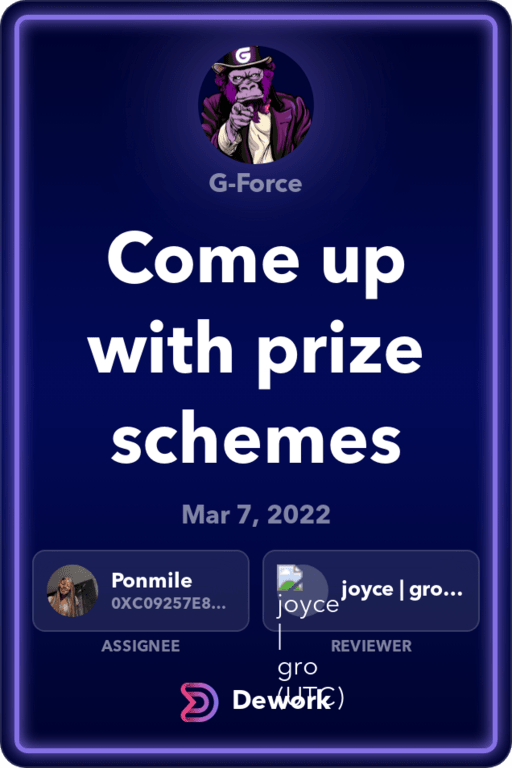 G
G-Force
Come up
with prize
schemes
Mar 7, 2022
Ponmile
0XC09257E8...
joyce | gro...
joyce
|
gro
(UTC)
ASSIGNEE
REVIEWER
Dework